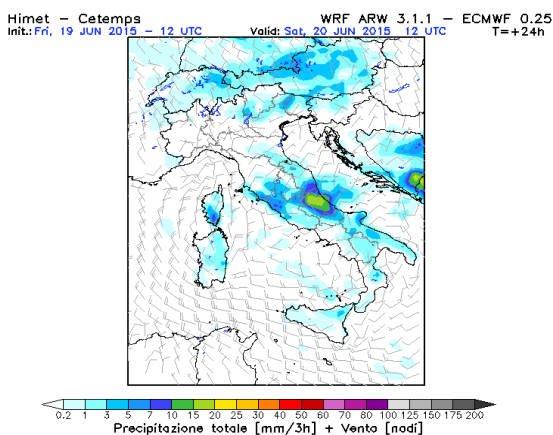 Himet – Cetemps WRF ARW 3.1.1 – ECMWF 0.25
Init.: Fri, 19 JUN 2015 – 12 UTC Valid: Sat, 20 JUN 2015 12 UTC T=+24h
0.2 1 3 5 7 10 15 20 25 30 40 50 60 70 80 100 125 150 175 200
Precipitazione totale [mm/3h] + Vento [nodi]